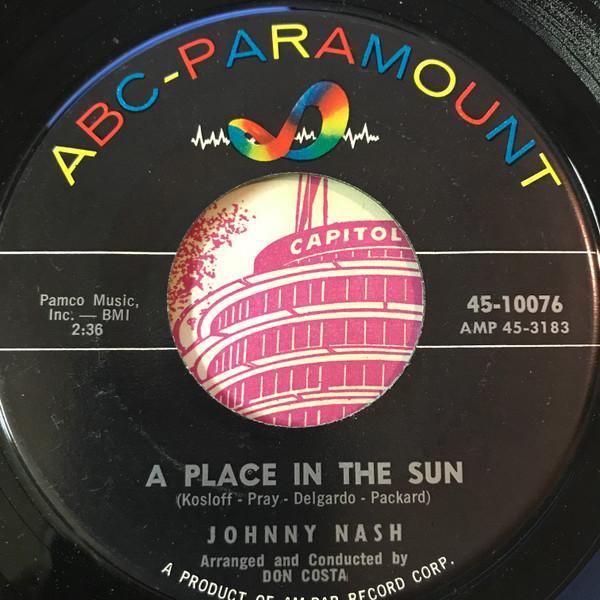 ABC-PARAMOUNT
CAPITOL
Pamco Music,
Inc. — BMI
2:36
45-10076
AMP 45-3183
A PLACE IN THE SUN
(Kosloff - Pray - Delgardo - Packard)
JOHNNY NASH
Arranged and Conducted by
DON COSTA
A PRODUCT OF AM-PAR RECORD CORP.